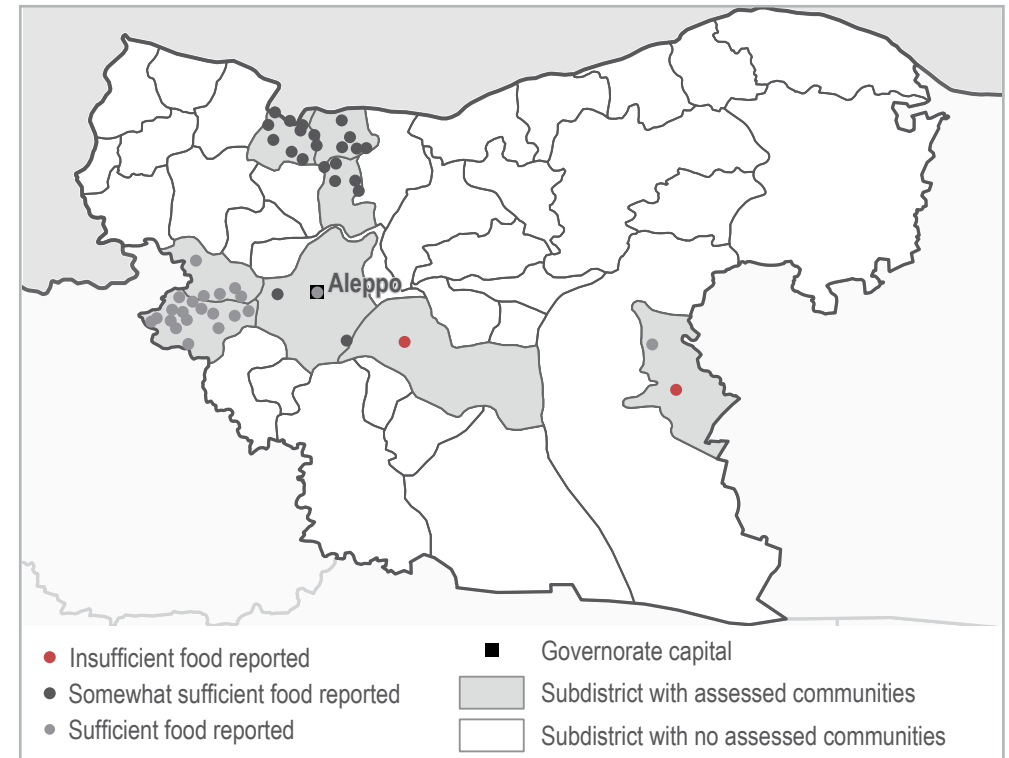 Aleppo
Insufficient food reported
Somewhat sufficient food reported
Sufficient food reported
Governorate capital
Subdistrict with assessed communities
Subdistrict with no assessed communities